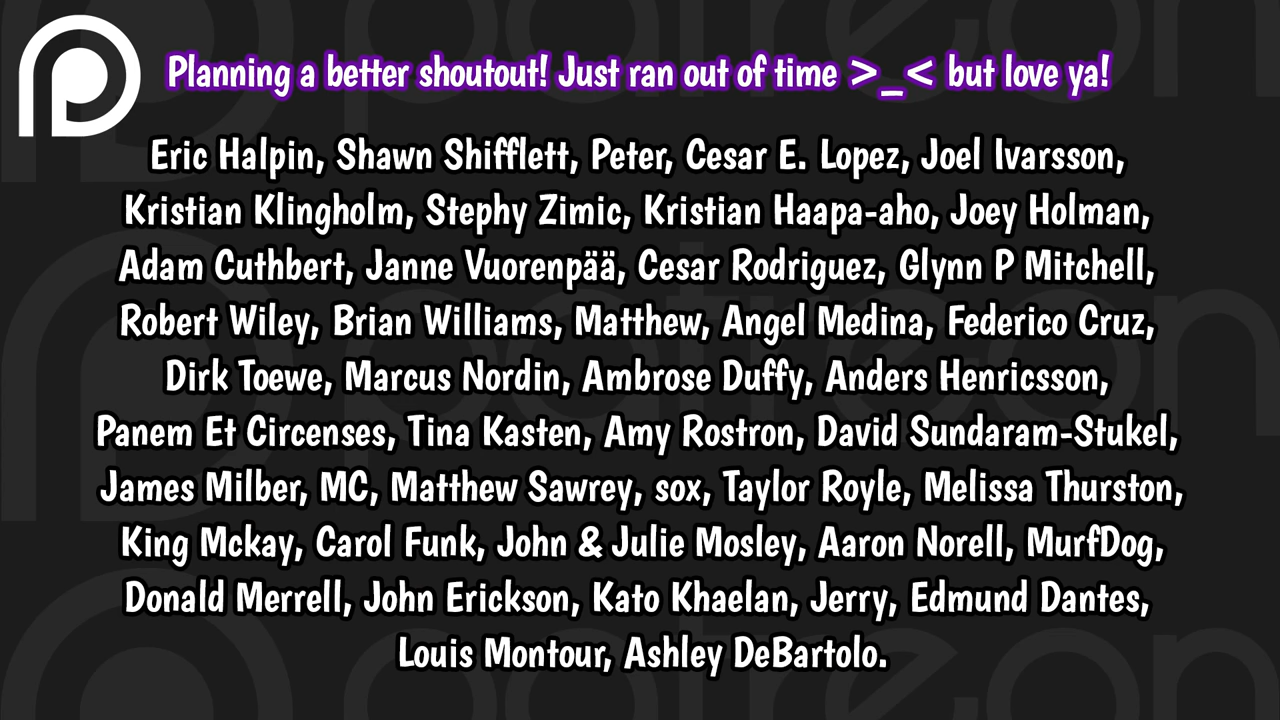 Planning a better shoutout! Just ran out of time >_< but love ya!
Eric Halpin, Shawn Shifflett, Peter, Cesar E. Lopez, Joel Ivarsson,
Kristian Klingholm, Stephy Zimic, Kristian Haapa-aho, Joey Holman,
Adam Cuthbert, Janne Vuorenpää, Cesar Rodriguez, Glynn P Mitchell,
Robert Wiley, Brian Williams, Matthew, Angel Medina, Federico Cruz,
Dirk Toewe, Marcus Nordin, Ambrose Duffy, Anders Henricsson,
Panem Et Circenses, Tina Kasten, Amy Rostron, David Sundaram-Stukel,
James Milber, MC, Matthew Sawrey, sox, Taylor Royle, Melissa Thurston,
King Mckay, Carol Funk, John & Julie Mosley, Aaron Norell, MurfDog,
Donald Merrell, John Erickson, Kato Khaelan, Jerry, Edmund Dantes,
Louis Montour, Ashley DeBartolo.